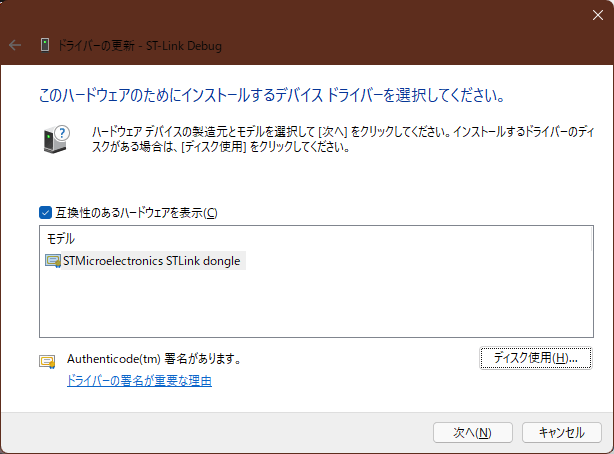 ドライバーの更新 - ST-Link Debug
このハードウェアのためにインストールするデバイス ドライバーを選択してください。
ハードウェア デバイスの製造元とモデルを選択して [次へ] をクリックしてください。インストールするドライバーのディ
スクがある場合は、[ディスク使用] をクリックしてください。
互換性のあるハードウェアを表示(C)
モデル
STMicroelectronics STLink dongle
Authenticode(tm) 署名があります。
ディスク使用(H)...
ドライバーの署名が重要な理由
次へ(N)
キャンセル